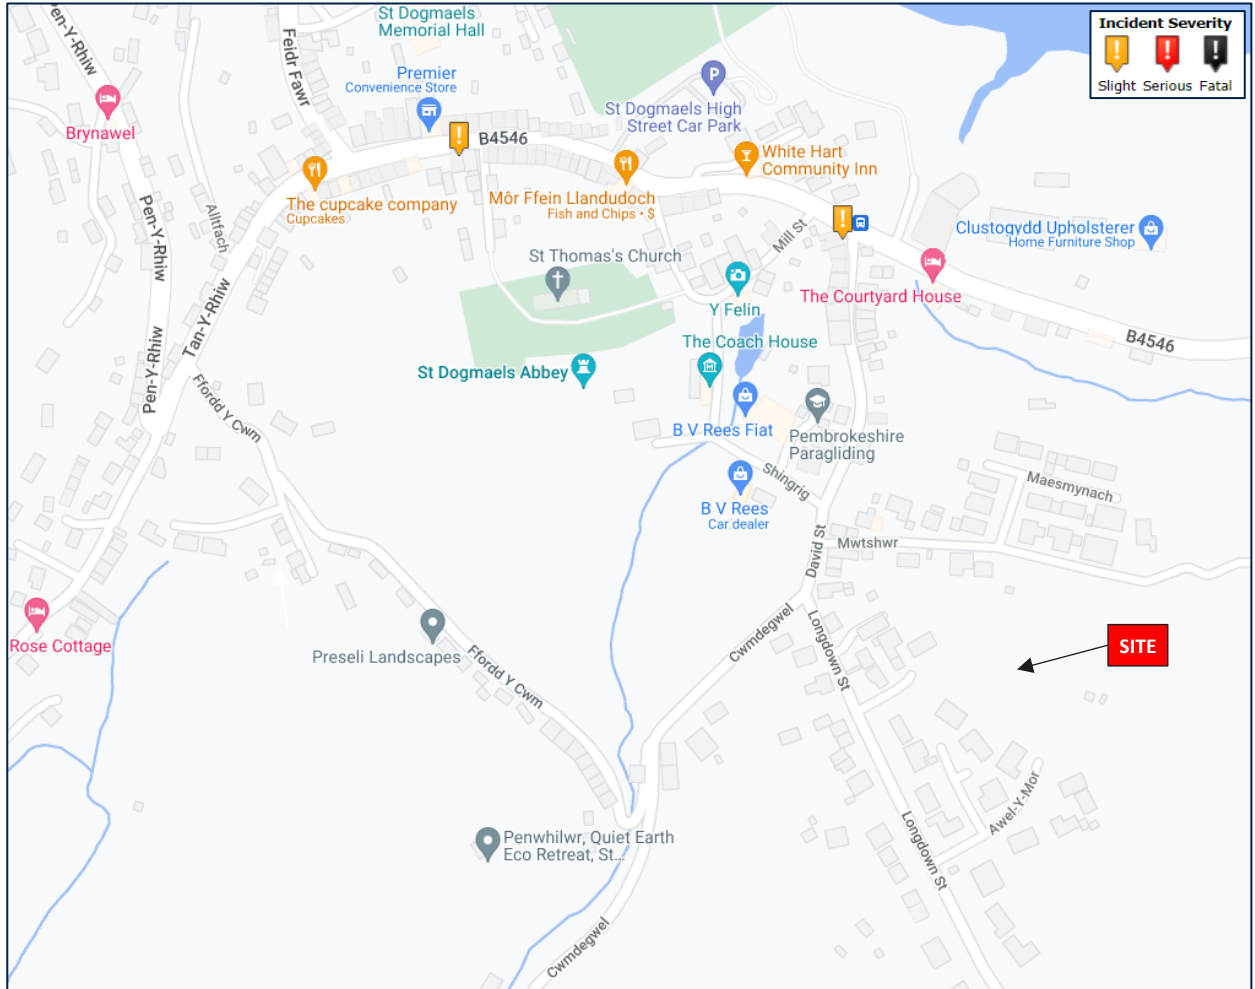 Incident Severity
Slight Serious Fatal
Pen-Y-Rhiw
Feidr Fawr
St Dogmaels
Memorial Hall
Premier
Convenience Store
Brynawel
B4546
P
St Dogmaels High
Street Car Park
White Hart
Community Inn
The cupcake company
Cupcakes
Môr Ffein Llandudoch
Fish and Chips • $
Alltfach
Pen-Y-Rhiw
Mill St
Clustogydd Upholsterer
Home Furniture Shop
St Thomas's Church
The Courtyard House
Y Felin
Tan-Y-Rhiw
B4546
The Coach House
Pen-Y-Rhiw
St Dogmaels Abbey
Ffordd Y Cwm
B V Rees Fiat
Pembrokeshire
Paragliding
Shingrig
Maesmynach
B V Rees
Car dealer
David St
Mwtshwr
Rose Cottage
Preseli Landscapes
Ffordd Y Cwm
Cwmdegwel
Longdown St
SITE
Awel-Y-Mor
Longdown St
Penwhilwr, Quiet Earth
Eco Retreat, St...
Cwmdegwel